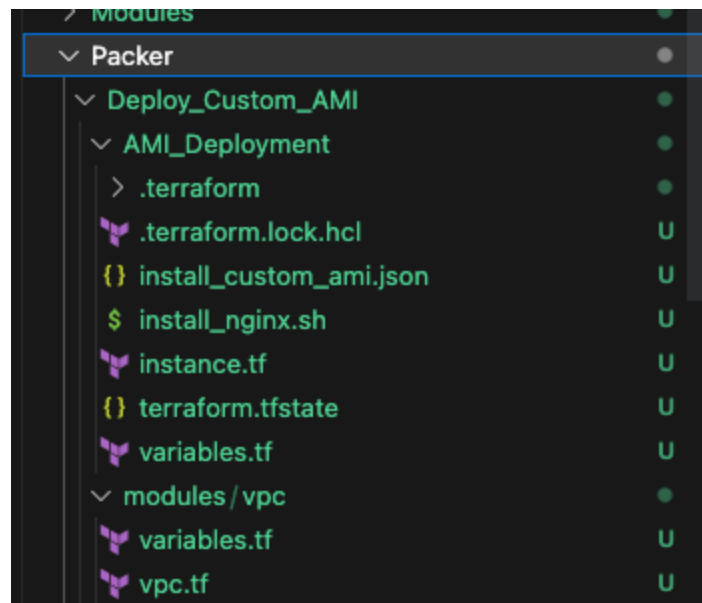 Modules
Packer
Deploy_Custom_AMI
AMI_Deployment
.terraform
.terraform.lock.hcl U
{} install_custom_ami.json U
$ install_nginx.sh U
instance.tf U
{} terraform.tfstate U
variables.tf U
modules/vpc
variables.tf U
vpc.tf U